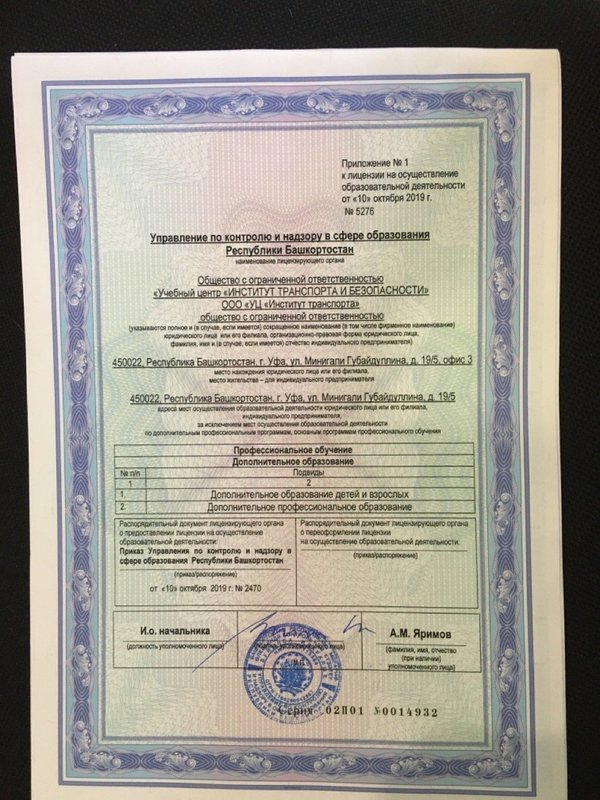 Приложение № 1
к лицензии на осуществление
образовательной деятельности
от «10» октября 2019 г.
№ 5276
Управление по контролю и надзору в сфере образования
Республики Башкортостан
наименование лицензирующего органа
Общество с ограниченной ответственностью
«Учебный центр «ИНСТИТУТ ТРАНСПОРТА И БЕЗОПАСНОСТИ»
ООО «УЦ «Институт транспорта»
общество с ограниченной ответственностью
(указываются полное и (в случае, если имеется) сокращенное наименование (в том числе фирменное наименование)
юридического лица или его филиала, организационно-правовая форма юридического лица,
фамилия, имя и (в случае, если имеется) отчество индивидуального предпринимателя)
450022, Республика Башкортостан, г. Уфа, ул. Минигали Губайдуллина, д. 19/5, офис 3
место нахождения юридического лица или его филиала,
место жительства – для индивидуального предпринимателя
450022, Республика Башкортостан, г. Уфа, ул. Минигали Губайдуллина, д. 19/5
адреса мест осуществления образовательной деятельности юридического лица или его филиала,
индивидуального предпринимателя,
за исключением мест осуществления образовательной деятельности
по дополнительным профессиональным программам, основным программам профессионального обучения
Профессиональное обучение
Дополнительное образование
№ п/п Подвиды
1 2
1. Дополнительное образование детей и взрослых
2. Дополнительное профессиональное образование
Распорядительный документ лицензирующего органа
о предоставлении лицензии на осуществление
образовательной деятельности:
Приказ Управления по контролю и надзору в
сфере образования Республики Башкортостан
(приказ/распоряжение)
от «10» октября 2019 г. № 2470
Распорядительный документ лицензирующего органа
о переоформлении лицензии
на осуществление образовательной деятельности:
(приказ/распоряжение)
И.о. начальника
(должность уполномоченного лица)
уполномоченного лица)
А.М. Яримов
(фамилия, имя, отчество
(при наличии)
уполномоченного лица)
Серия 02П01 №0014932